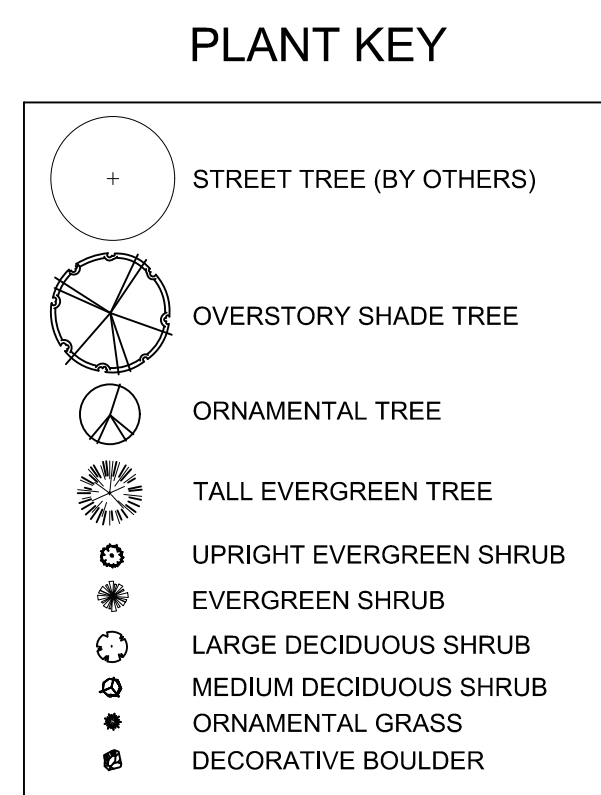 PLANT KEY
STREET TREE (BY OTHERS)
OVERSTORY SHADE TREE
ORNAMENTAL TREE
TALL EVERGREEN TREE
UPRIGHT EVERGREEN SHRUB
EVERGREEN SHRUB
LARGE DECIDUOUS SHRUB
MEDIUM DECIDUOUS SHRUB
ORNAMENTAL GRASS
DECORATIVE BOULDER